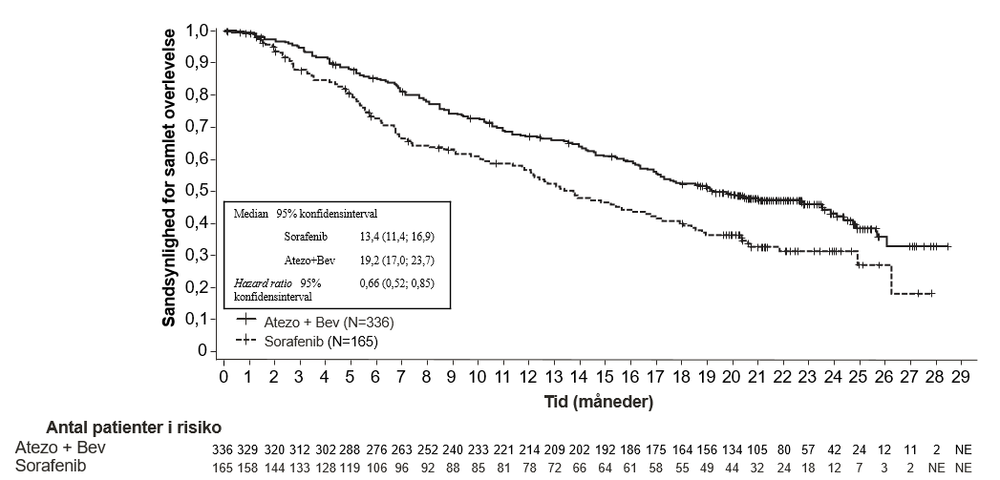 Sandsynlighed for samlet overlevelse
1,0
0,9
0,8
0,7
0,6
0,5
0,4
0,3
0,2
0,1
0
Median 95% konfidensinterval
Sorafenib 13,4 (11,4; 16,9)
Atezo+Bev 19,2 (17,0; 23,7)
Hazard ratio 95% 0,66 (0,52; 0,85)
konfidensinterval
Atezo + Bev (N=336)
Sorafenib (N=165)
0 1 2 3 4 5 6 7 8 9 10 11 12 13 14 15 16 17 18 19 20 21 22 23 24 25 26 27 28 29
Tid (måneder)
Antal patienter i risiko
Atezo + Bev 336 329 320 312 302 288 276 263 252 240 233 221 214 209 202 192 186 175 164 156 134 105 80 57 42 24 12 11 2 NE
Sorafenib 165 158 144 133 128 119 106 96 92 88 85 81 78 72 66 64 61 58 55 49 44 32 24 18 12 7 3 2 NE NE